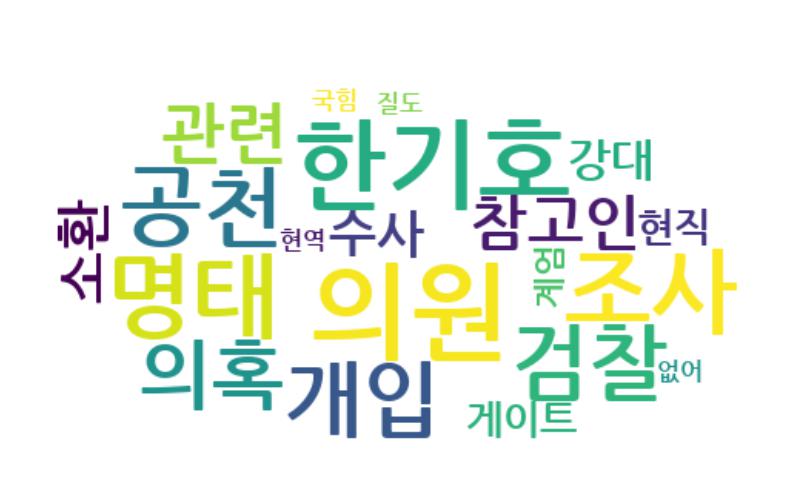 국힘
질도
관련
한기호
강대
공천
소환
현역
수사
참고인
현직
명태
의원
계엄
조사
의혹
개입
검찰
없어
게이트